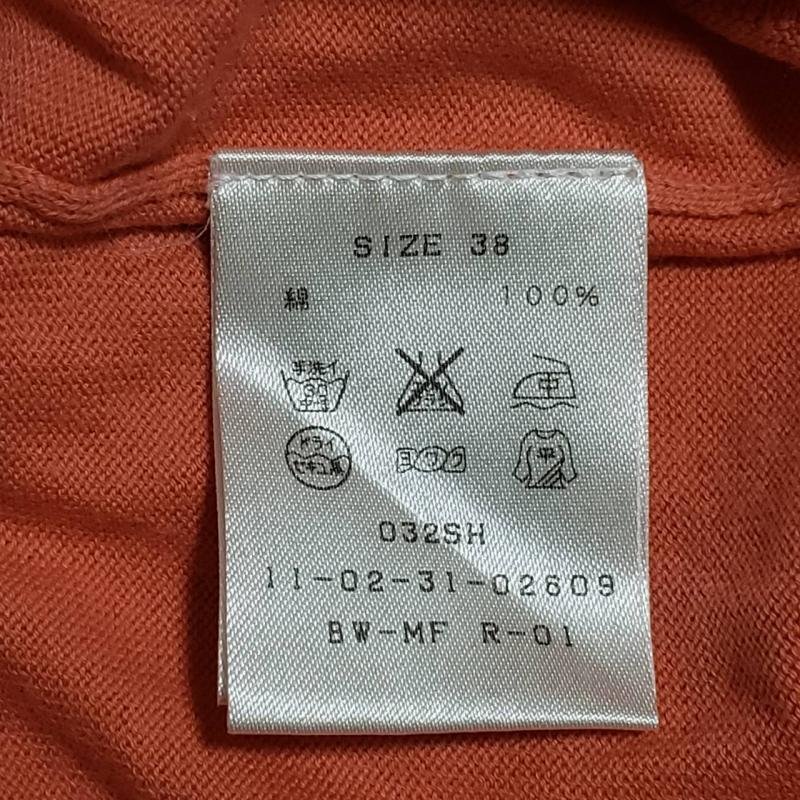 SIZE 38
綿 100%
手洗イ 30 中
ドライ ヨワク 平
セキユ系
032SH
11-02-31-02609
BW-MF R-01